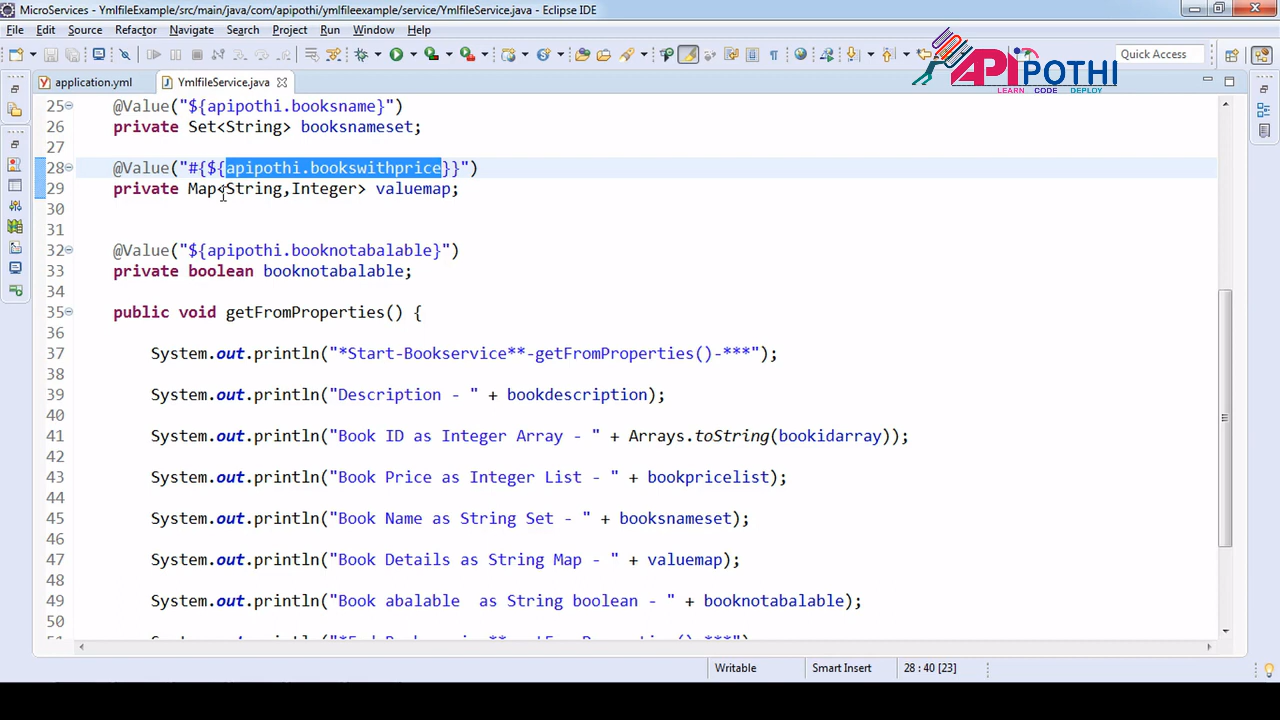 MicroServices - YmlfileExample/src/main/java/com/apipothi/ymlfileexample/service/YmlfileService.java - Eclipse IDE
File Edit Source Refactor Navigate Search Project Run Window Help
Quick Access
APIPOTHI
LEARN CODE DEPLOY
application.yml YmlfileService.java
25 @Value("${apipothi.booksname}")
26 private Set<String> booksnameset;
27
28 @Value("#{${apipothi.bookswithprice}}")
29 private Map<String,Integer> valuemap;
30
31
32 @Value("${apipothi.booknotabalable}")
33 private boolean booknotabalable;
34
35 public void getFromProperties() {
36
37 System.out.println("*Start-Bookservice**-getFromProperties()-***");
38
39 System.out.println("Description - " + bookdescription);
40
41 System.out.println("Book ID as Integer Array - " + Arrays.toString(bookidarray));
42
43 System.out.println("Book Price as Integer List - " + bookpricelist);
44
45 System.out.println("Book Name as String Set - " + booksnameset);
46
47 System.out.println("Book Details as String Map - " + valuemap);
48
49 System.out.println("Book abalable  as String boolean - " + booknotabalable);
50
Writable Smart Insert 28 : 40 [23]